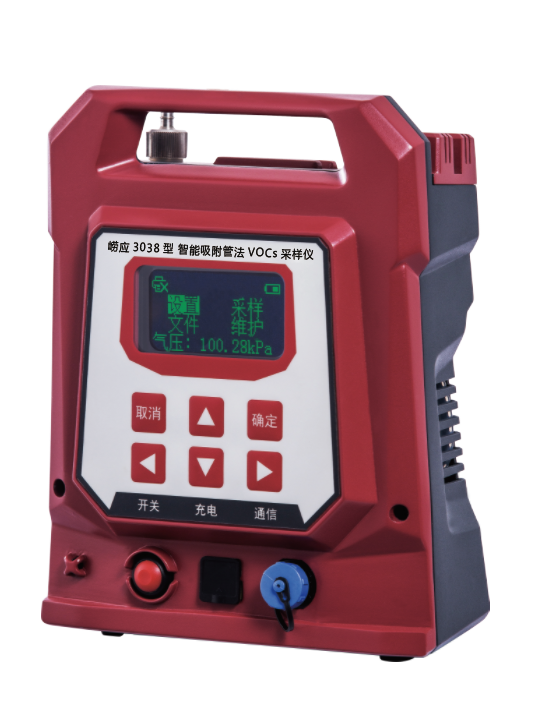 崂应 3038 型 智能吸附管法 VOCs 采样仪
设置 采样
文件 维护
气压: 100.28kPa
取消 确定
开关 充电 通信